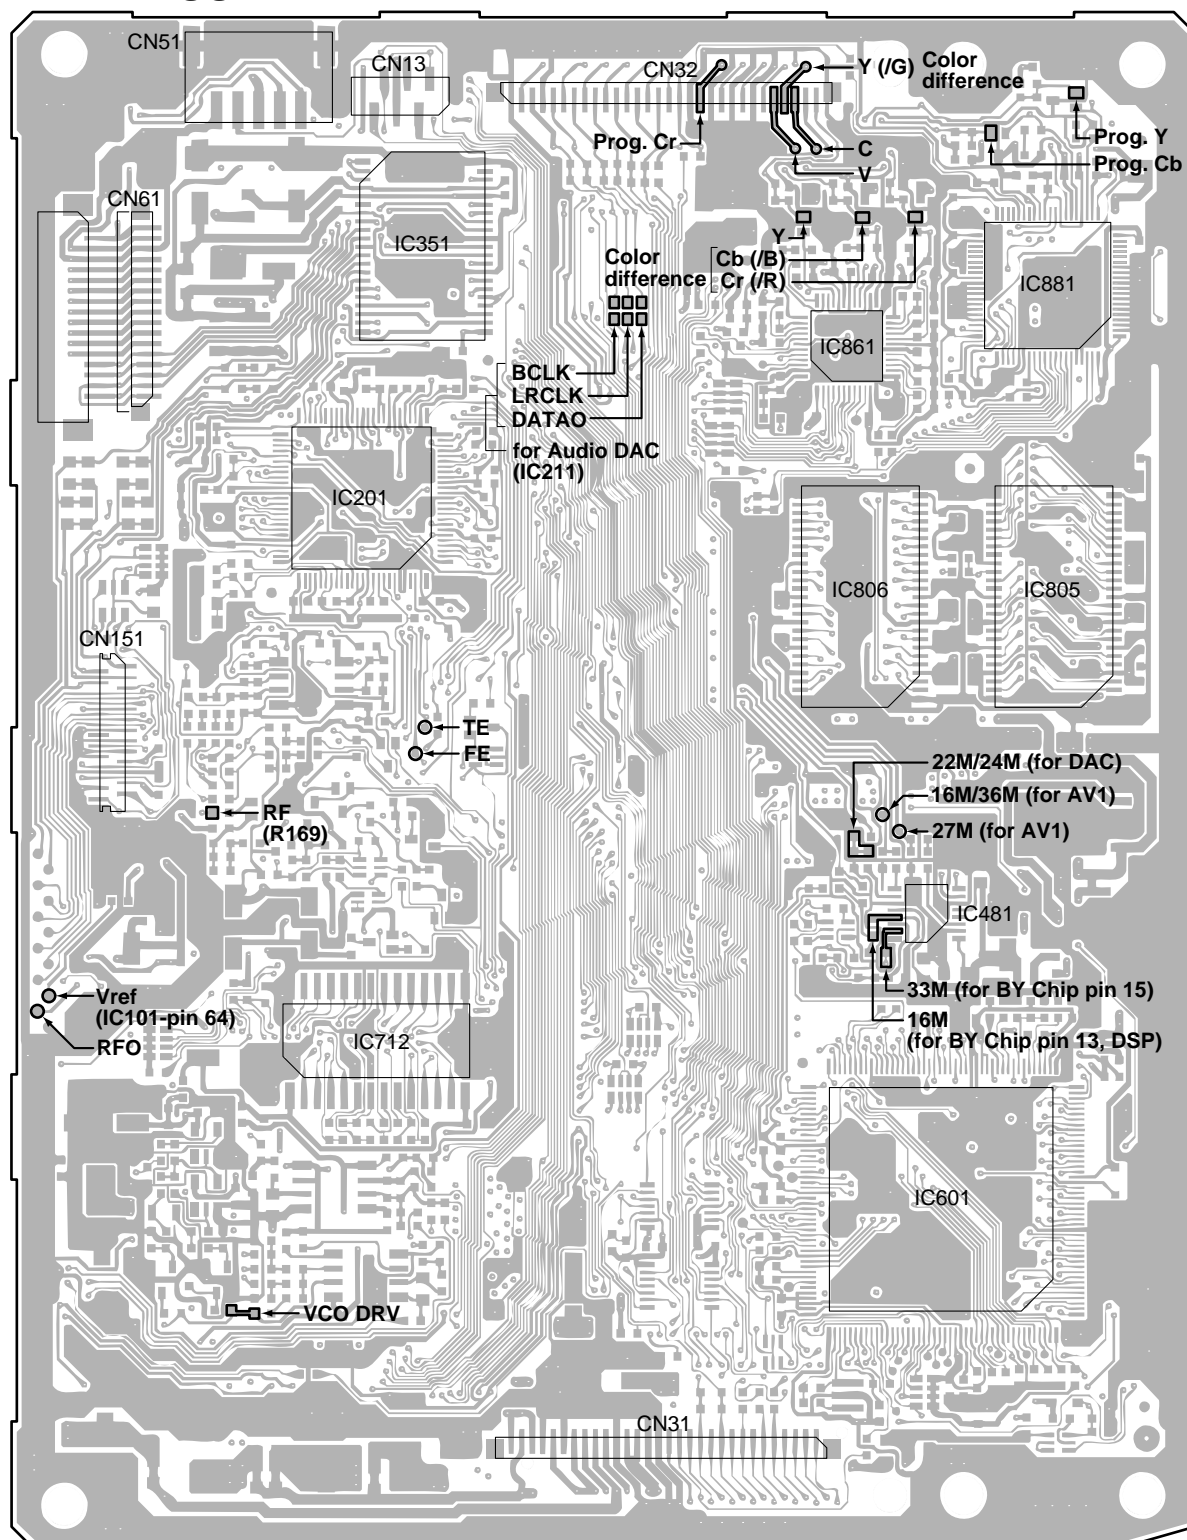 CN51
CN13
CN32
Y (/G) Color
difference
Prog. Cr
C
V
Prog. Y
Prog. Cb
CN61
IC351
Y
Color
difference
Cb (/B)
Cr (/R)
IC881
IC861
BCLK
LRCLK
DATAO
for Audio DAC
(IC211)
IC201
IC806
IC805
CN151
TE
FE
22M/24M (for DAC)
16M/36M (for AV1)
27M (for AV1)
RF
(R169)
IC481
33M (for BY Chip pin 15)
16M
(for BY Chip pin 13, DSP)
Vref
(IC101-pin 64)
RFO
IC712
IC601
VCO DRV
CN31